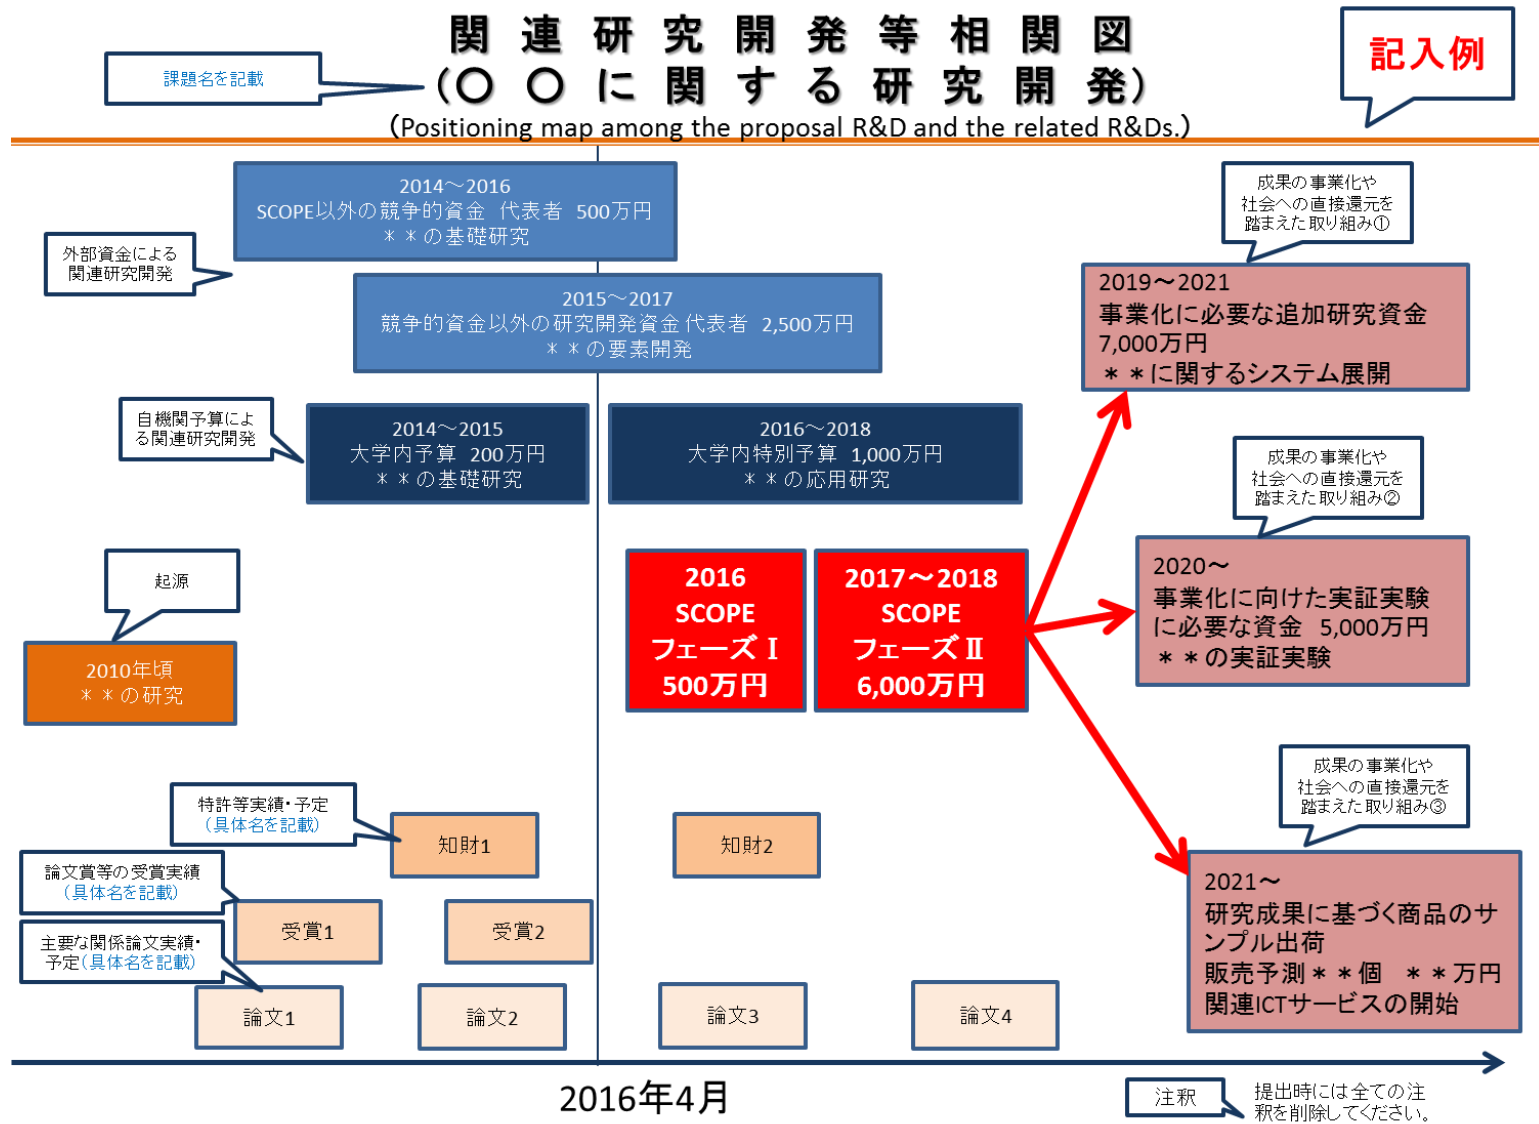 関連研究開発等相関図
(〇〇に関する研究開発)
(Positioning map among the proposal R&D and the related R&Ds.)
課題名を記載
記入例
2014～2016
SCOPE以外の競争的資金 代表者 500万円
＊＊の基礎研究
外部資金による
関連研究開発
2015～2017
競争的資金以外の研究開発資金 代表者 2,500万円
＊＊の要素開発
成果の事業化や
社会への直接還元を
踏まえた取り組み①
2019～2021
事業化に必要な追加研究資金
7,000万円
＊＊に関するシステム展開
自機関予算によ
る関連研究開発
2014～2015
大学内予算 200万円
＊＊の基礎研究
2016～2018
大学内特別予算 1,000万円
＊＊の応用研究
成果の事業化や
社会への直接還元を
踏まえた取り組み②
2020～
事業化に向けた実証実験
に必要な資金 5,000万円
＊＊の実証実験
起源
2010年頃
＊＊の研究
2016
SCOPE
フェーズⅠ
500万円
2017～2018
SCOPE
フェーズⅡ
6,000万円
成果の事業化や
社会への直接還元を
踏まえた取り組み③
2021～
研究成果に基づく商品のサ
ンプル出荷
販売予測＊＊個 ＊＊万円
関連ICTサービスの開始
特許等実績・予定
(具体名を記載)
知財1
知財2
論文賞等の受賞実績
(具体名を記載)
受賞1
受賞2
主要な関係論文実績・
予定(具体名を記載)
論文1
論文2
論文3
論文4
2016年4月
注釈
提出時には全ての注
釈を削除してください。